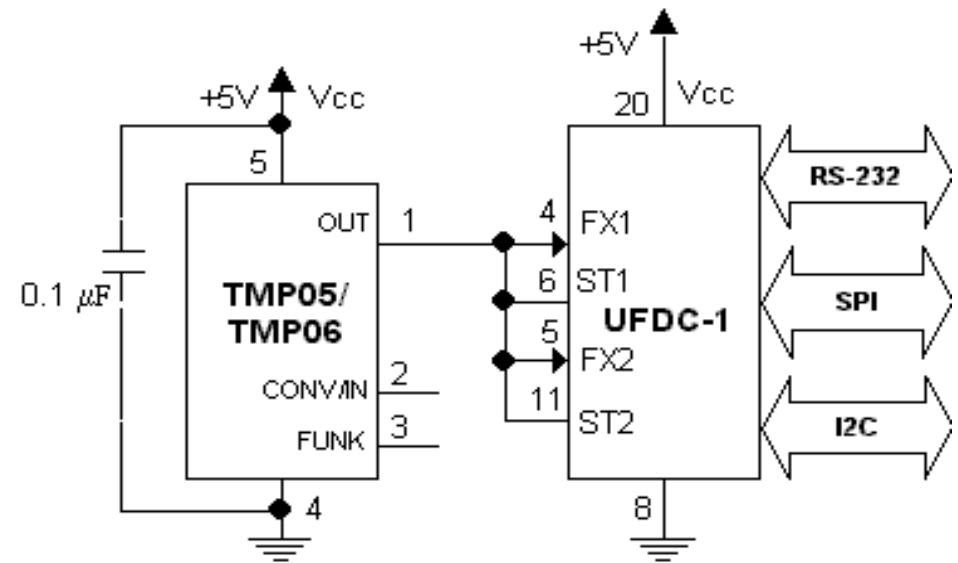 +5V
Vcc
5
0.1 μF
TMP05/
TMP06
OUT
1
CONV/IN
2
FUNK
3
4
+5V
Vcc
20
4
FX1
6
ST1
UFDC-1
5
FX2
11
ST2
8
RS-232
SPI
I2C